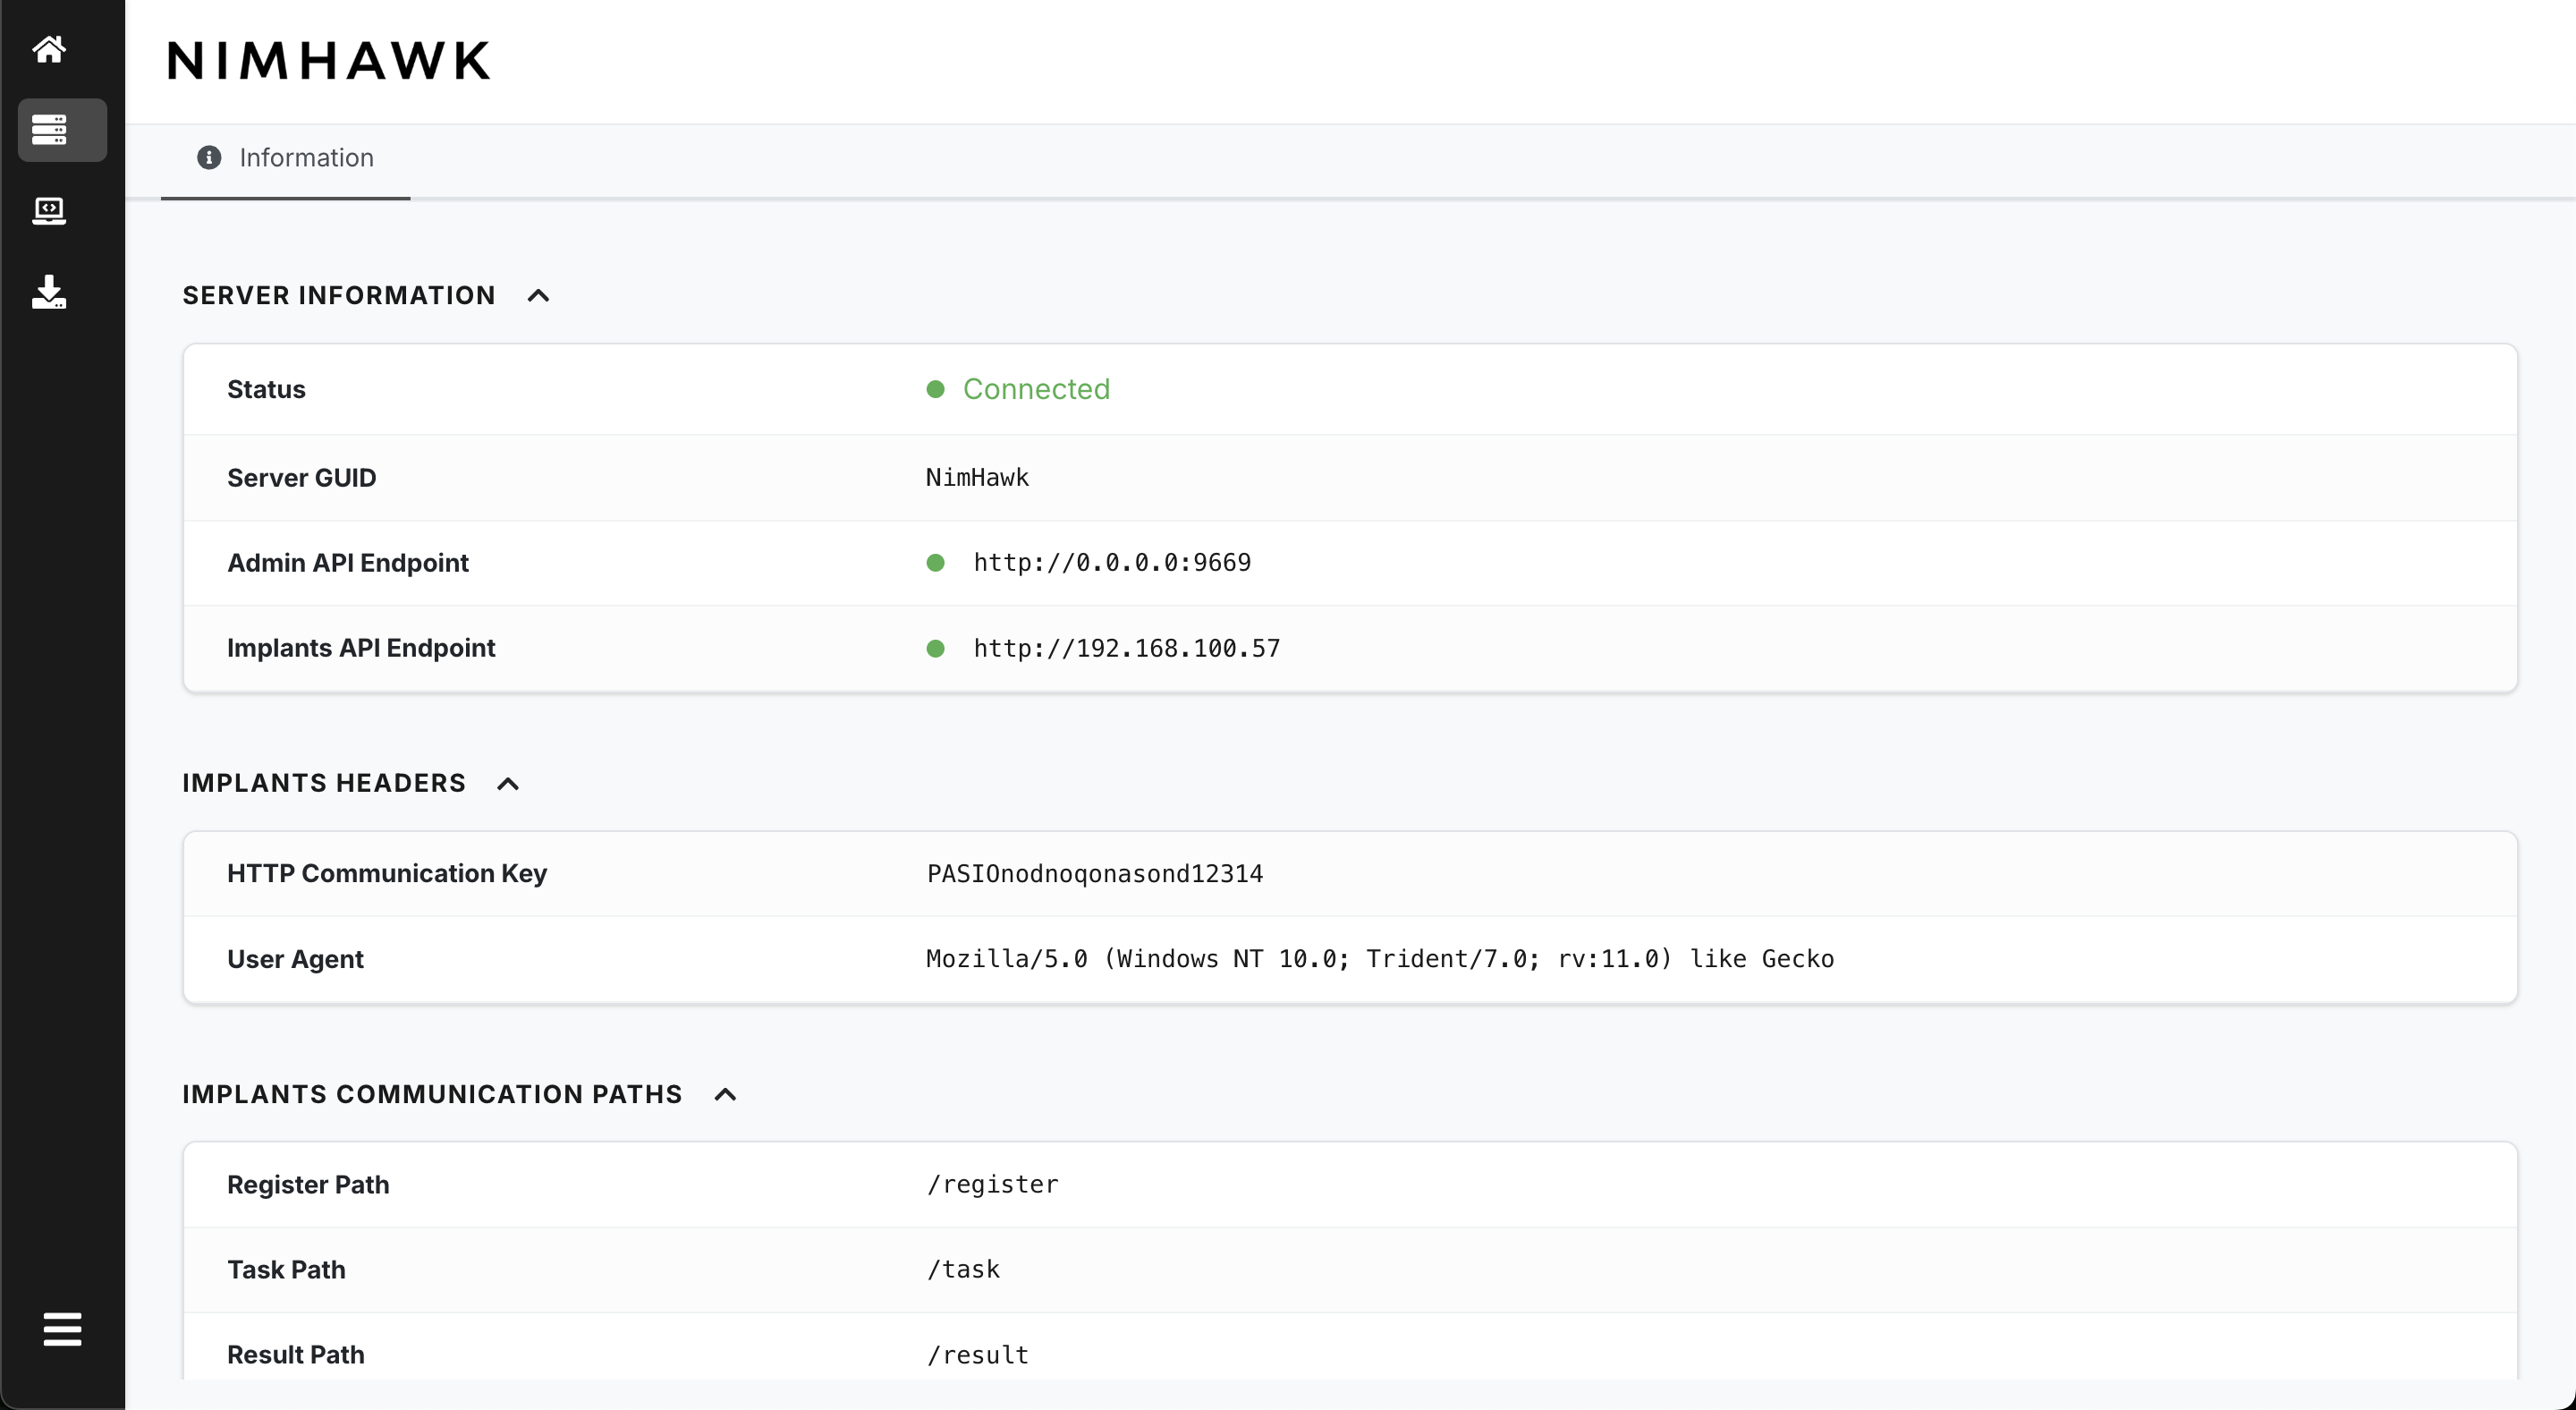 NIMHAWK
Information
SERVER INFORMATION
Status
Connected
Server GUID
NimHawk
Admin API Endpoint
http://0.0.0.0:9669
Implants API Endpoint
http://192.168.100.57
IMPLANTS HEADERS
HTTP Communication Key
PASIOnodnoqonasond12314
User Agent
Mozilla/5.0 (Windows NT 10.0; Trident/7.0; rv:11.0) like Gecko
IMPLANTS COMMUNICATION PATHS
Register Path
/register
Task Path
/task
Result Path
/result